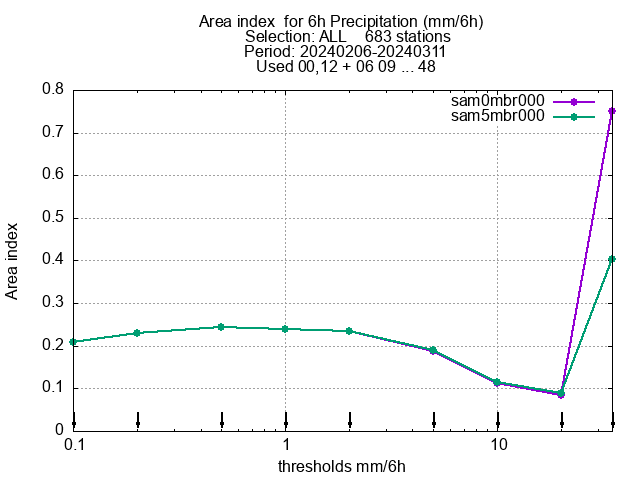 Area index  for 6h Precipitation (mm/6h)
Selection: ALL    683 stations
Period: 20240206-20240311
Used 00,12 + 06 09 ... 48
sam0mbr000
sam5mbr000
0.8
0.7
0.6
0.5
0.4
0.3
0.2
0.1
0
Area index
0.1
1
10
thresholds mm/6h